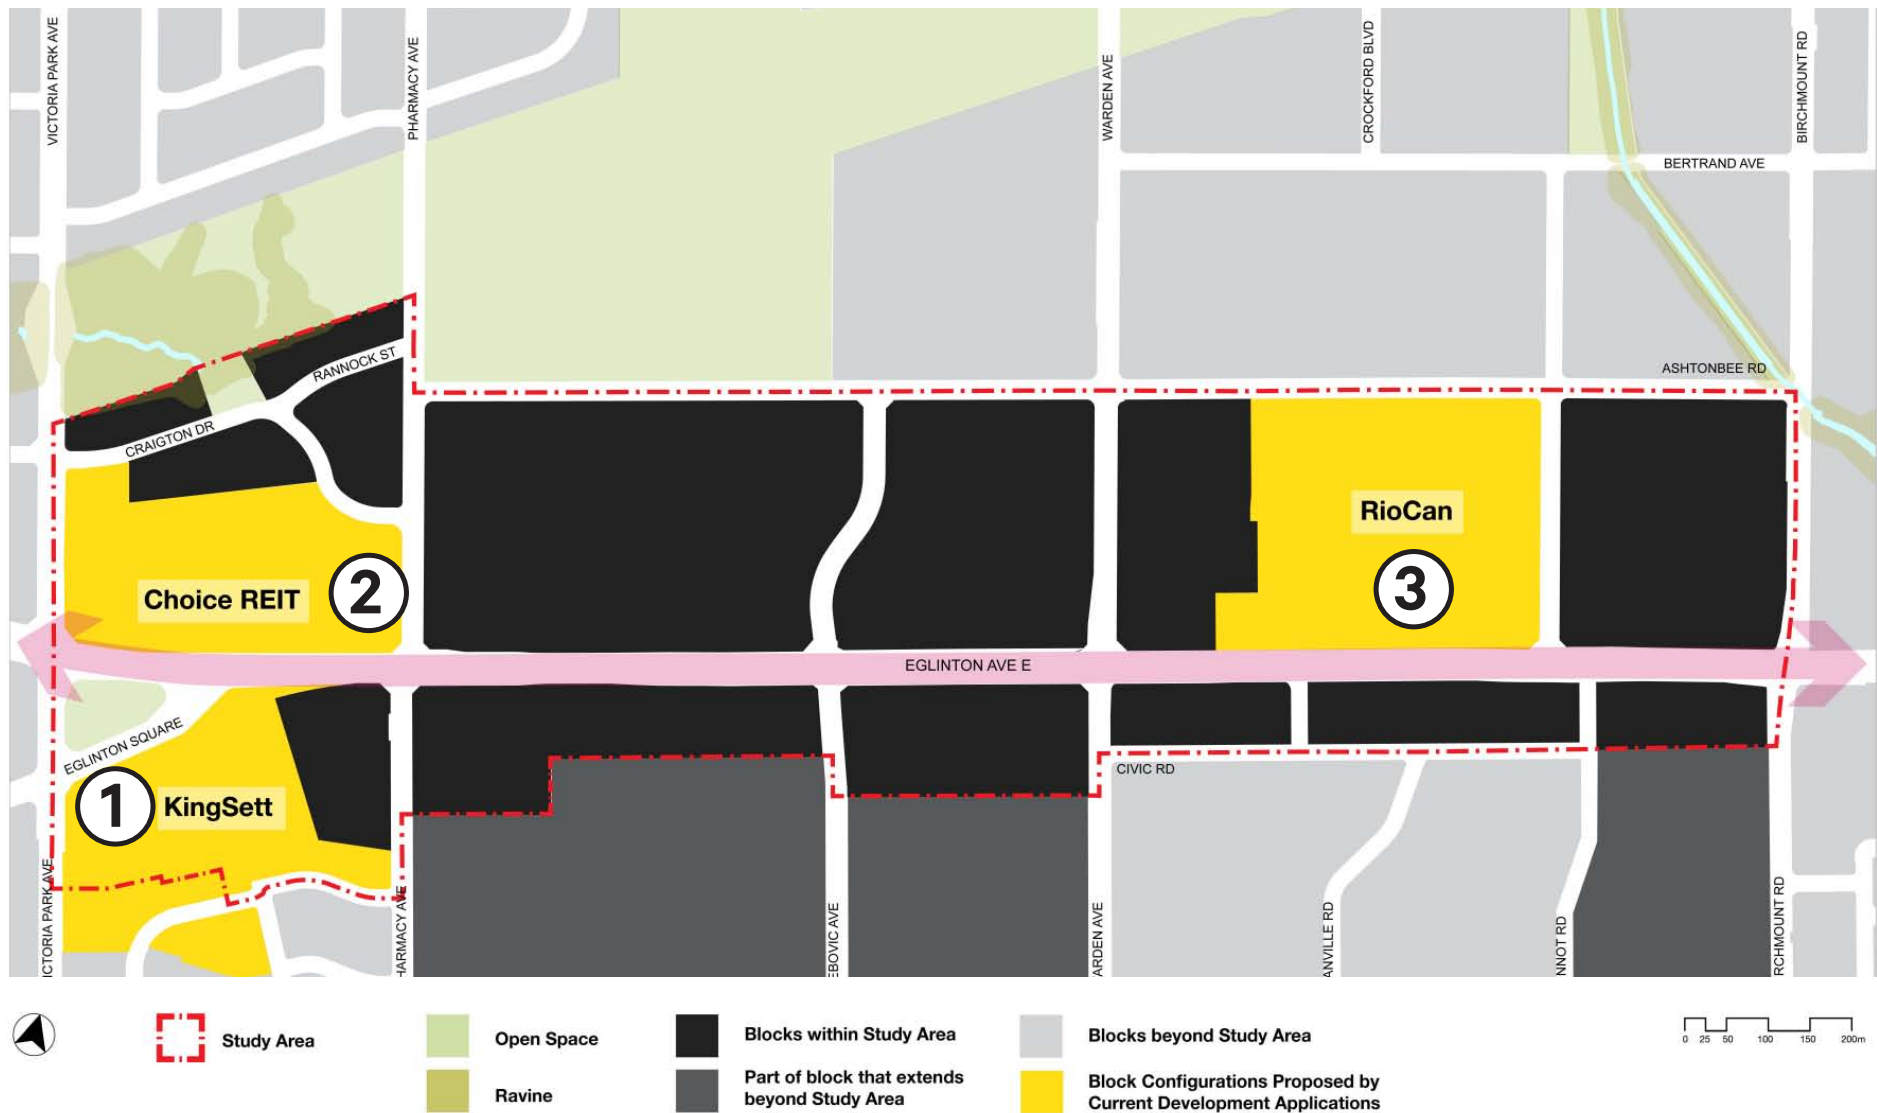 VICTORIA PARK AVE
PHARMACY AVE
WARDEN AVE
CROCKFORD BLVD
BIRCHMOUNT RD
BERTRAND AVE
ASHTONBEE RD
RANNOCK ST
CRAIGTON DR
RioCan
3
Choice REIT
2
EGLINTON AVE E
EGLINTON SQUARE
1
KingSett
CIVIC RD
ICTORIA PARK AVE
HARMACY AVE
EBOVIC AVE
ARDEN AVE
ANVILLE RD
NNOT RD
RCHMOUNT RD
Study Area
Open Space
Ravine
Blocks within Study Area
Part of block that extends
beyond Study Area
Blocks beyond Study Area
Block Configurations Proposed by
Current Development Applications
0 25 50 100 150 200m